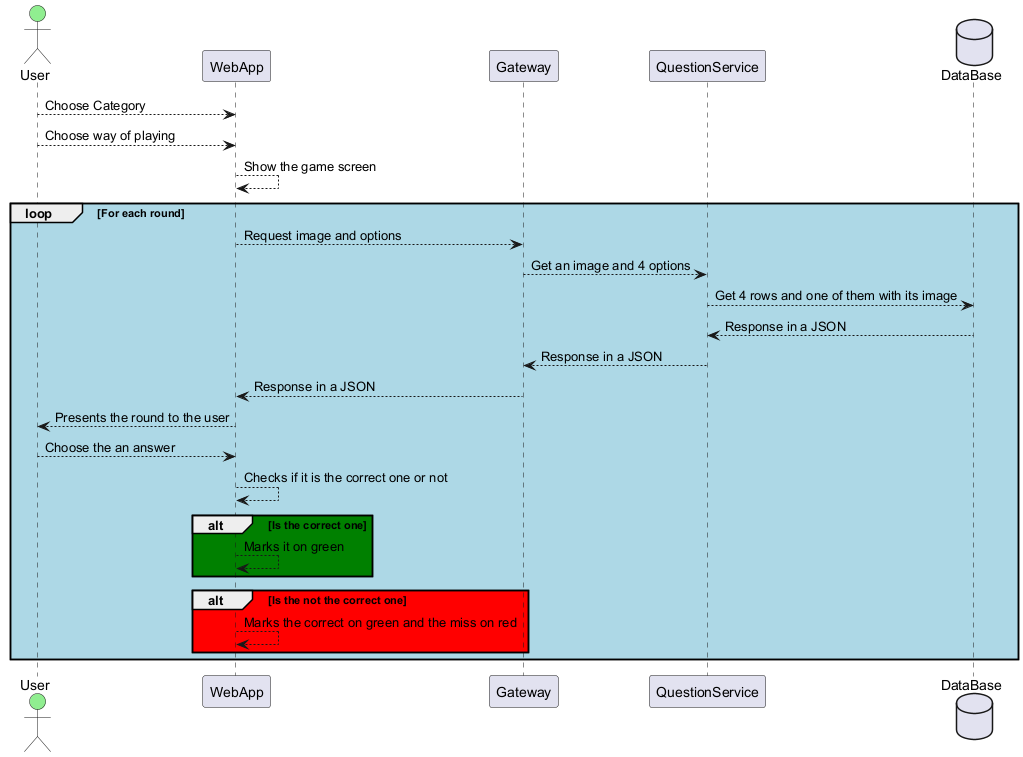 User
WebApp
Gateway
QuestionService
DataBase
Choose Category
Choose way of playing
Show the game screen
loop [For each round]
Request image and options
Get an image and 4 options
Get 4 rows and one of them with its image
Response in a JSON
Response in a JSON
Response in a JSON
Presents the round to the user
Choose the an answer
Checks if it is the correct one or not
alt [Is the correct one]
Marks it on green
alt [Is the not the correct one]
Marks the correct on green and the miss on red
User
WebApp
Gateway
QuestionService
DataBase